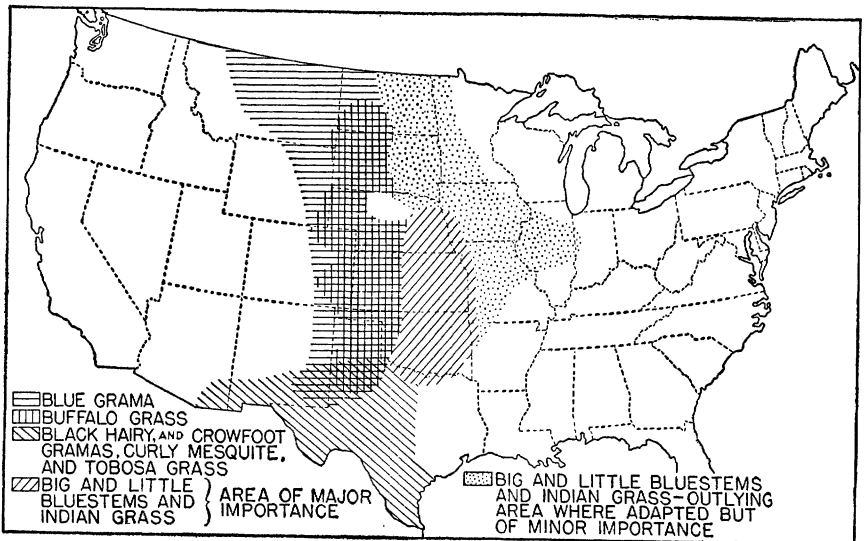 BLUE GRAMA
BUFFALO GRASS
BLACK HAIRY, AND CROWFOOT
GRAMAS, CURLY MESQUITE,
AND TOBOSA GRASS
BIG AND LITTLE
BLUESTEMS AND
INDIAN GRASS
AREA OF MAJOR
IMPORTANCE
BIG AND LITTLE BLUESTEMS
AND INDIAN GRASS-OUTLYING
AREA WHERE ADAPTED BUT
OF MINOR IMPORTANCE